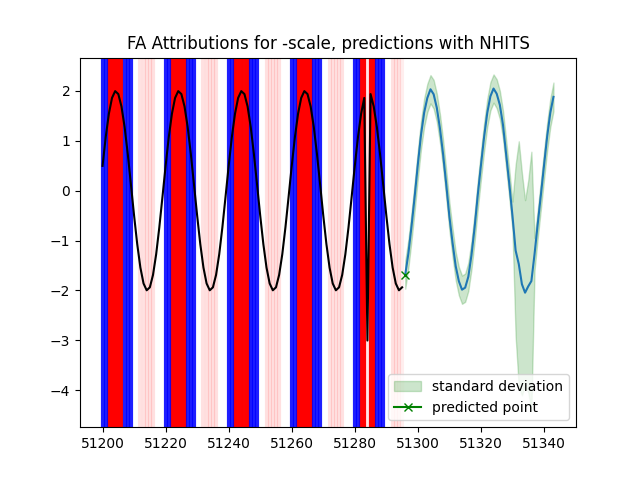 FA Attributions for -scale, predictions with NHITS
2
1
0
−1
−2
−3
−4
standard deviation
predicted point
51200 51220 51240 51260 51280 51300 51320 51340